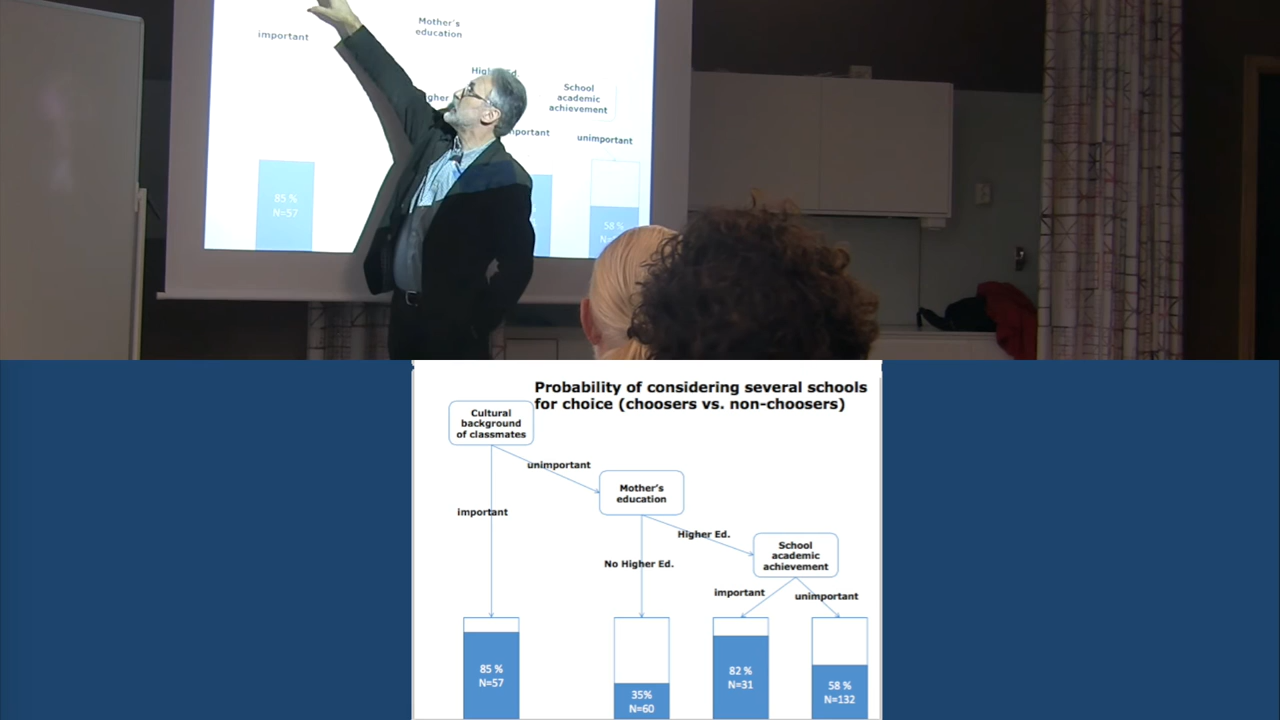 important
Mother's
education
School
academic
achievement
unimportant
85 %
N=57
58 %
Probability of considering several schools
for choice (choosers vs. non-choosers)
Cultural
background
of classmates
unimportant
Mother's
education
important
Higher Ed.
No Higher Ed.
School
academic
achievement
important
unimportant
85 %
N=57
35%
N=60
82 %
N=31
58 %
N=132